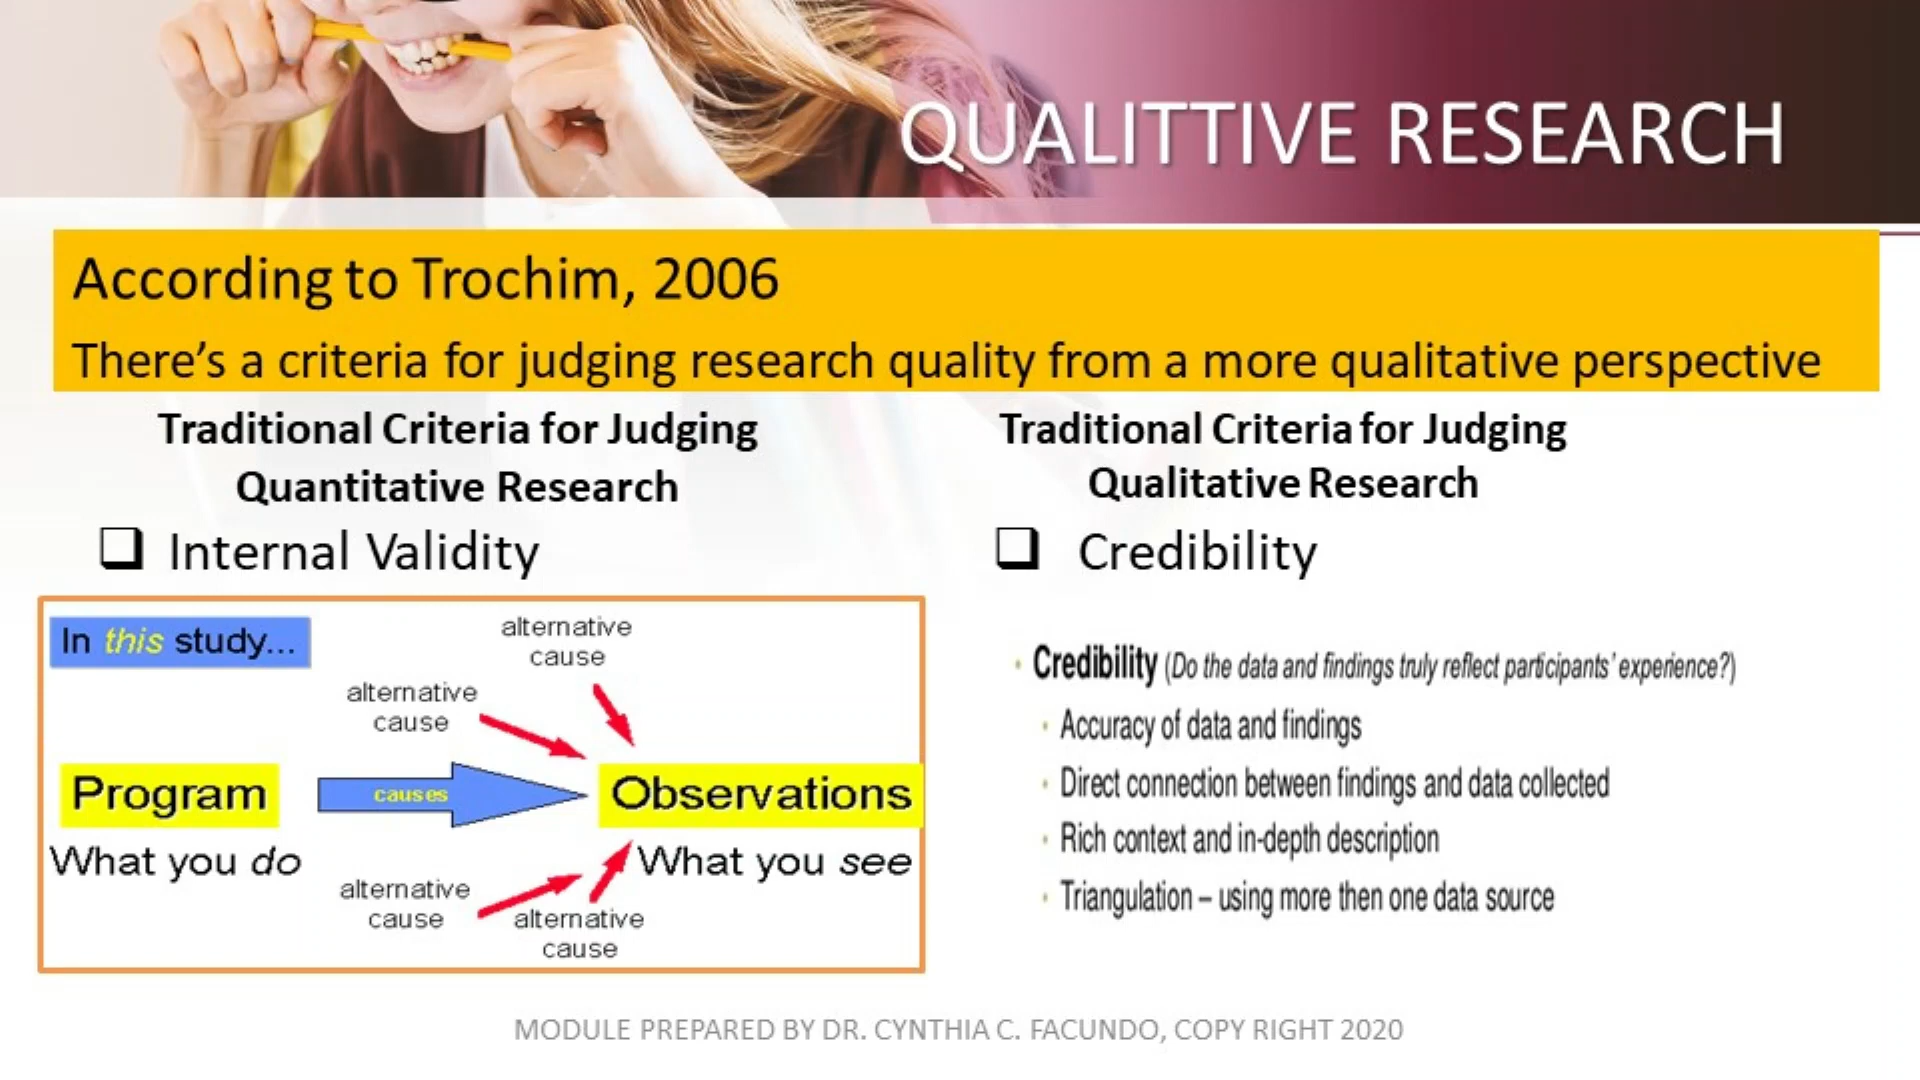 QUALITTIVE RESEARCH
According to Trochim, 2006
There's a criteria for judging research quality from a more qualitative perspective
Traditional Criteria for Judging
Quantitative Research
❑ Internal Validity
In this study...
alternative
cause
alternative
cause
Program
causes
Observations
What you do
What you see
alternative
cause
alternative
cause
Traditional Criteria for Judging
Qualitative Research
❑ Credibility
• Credibility (Do the data and findings truly reflect participants' experience?)
• Accuracy of data and findings
• Direct connection between findings and data collected
• Rich context and in-depth description
• Triangulation – using more then one data source
MODULE PREPARED BY DR. CYNTHIA C. FACUNDO, COPY RIGHT 2020